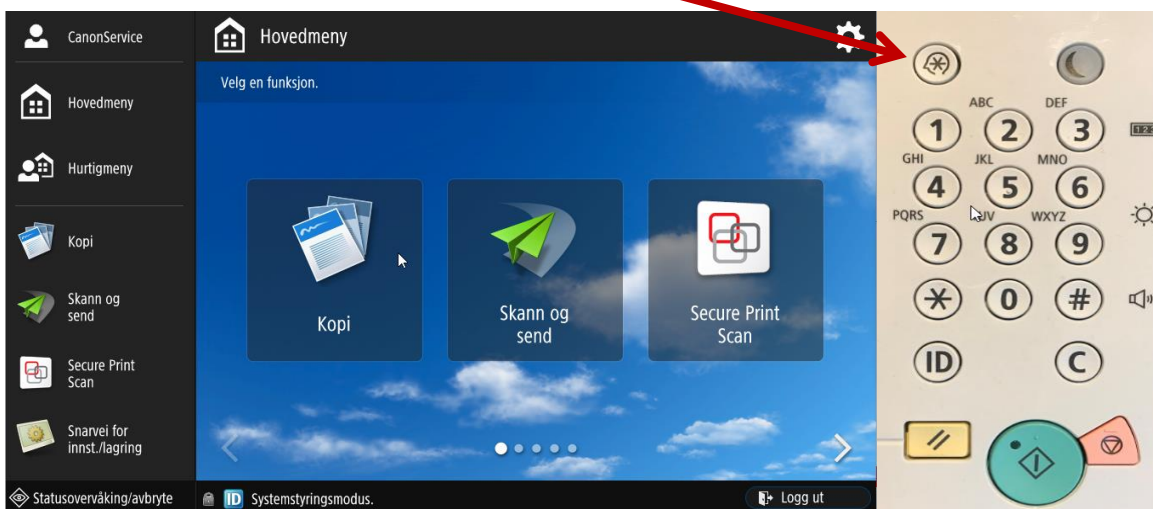 CanonService
Hovedmeny
Hurtigmeny
Kopi
Skann og
send
Secure Print
Scan
Snarvei for
innst./lagring
Statusovervåking/avbryte
Hovedmeny
Velg en funksjon.
Kopi
Skann og
send
Secure Print
Scan
ID Systemstyringsmodus.
Logg ut
ABC DEF
1 2 3
GHI JKL MNO
4 5 6
PQRS WXYZ
7 8 9
* 0 #
ID C